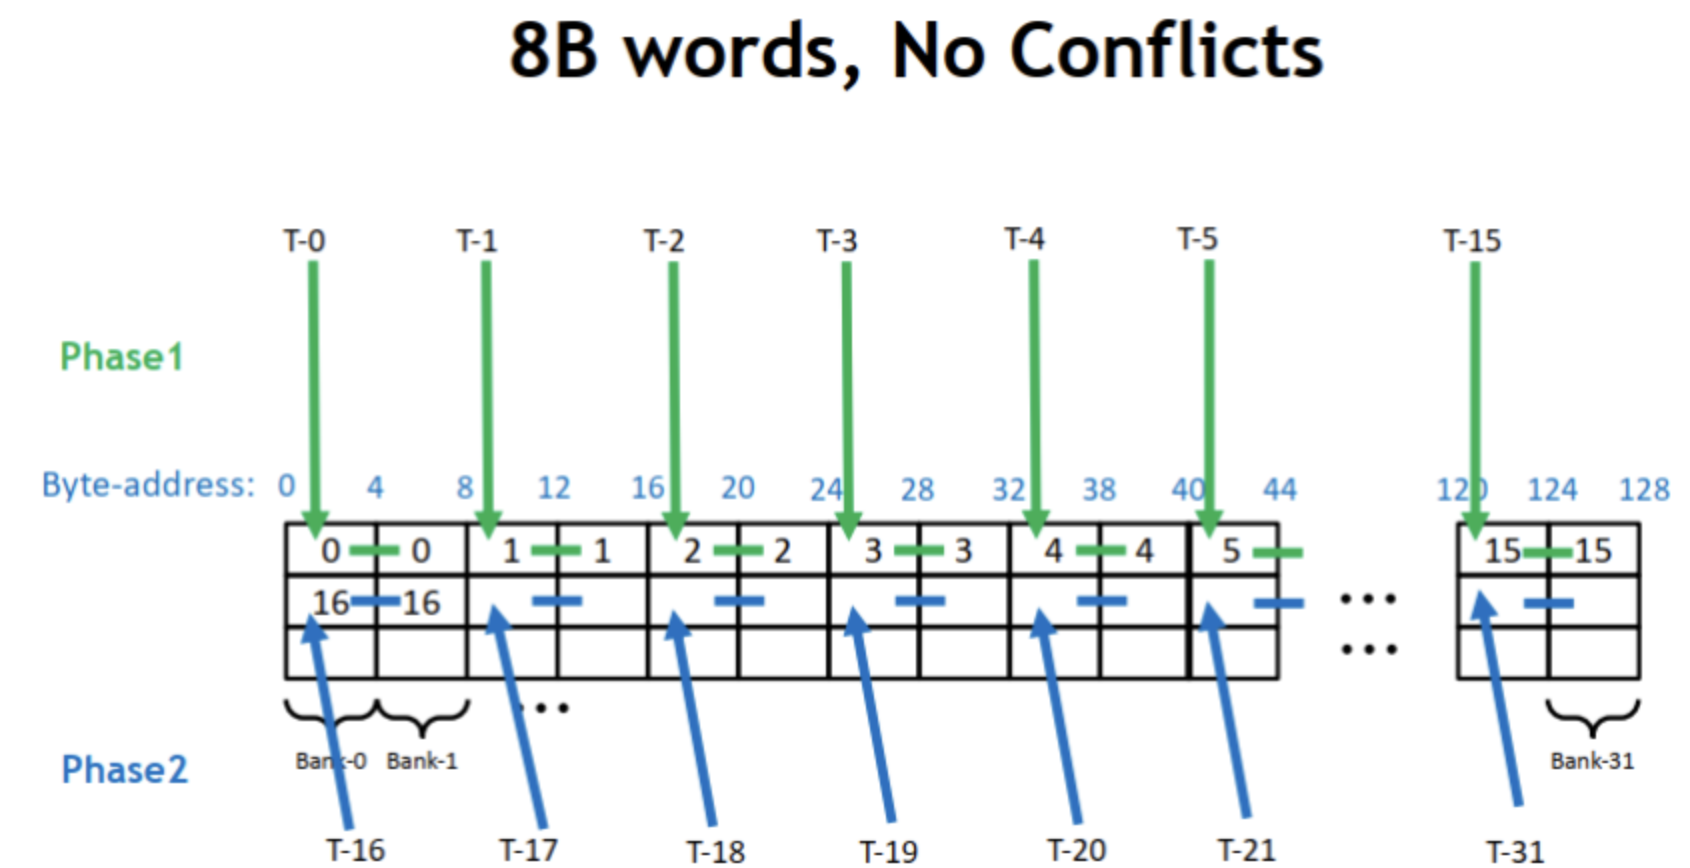 8B words, No Conflicts
T-0 T-1 T-2 T-3 T-4 T-5 T-15
Phase1
Byte-address: 0 4 8 12 16 20 24 28 32 38 40 44 120 124 128
0 0 1 1 2 2 3 3 4 4 5 15 15
16 16 ...
...
...
Bank-0 Bank-1 Bank-31
Phase2
T-16 T-17 T-18 T-19 T-20 T-21 T-31